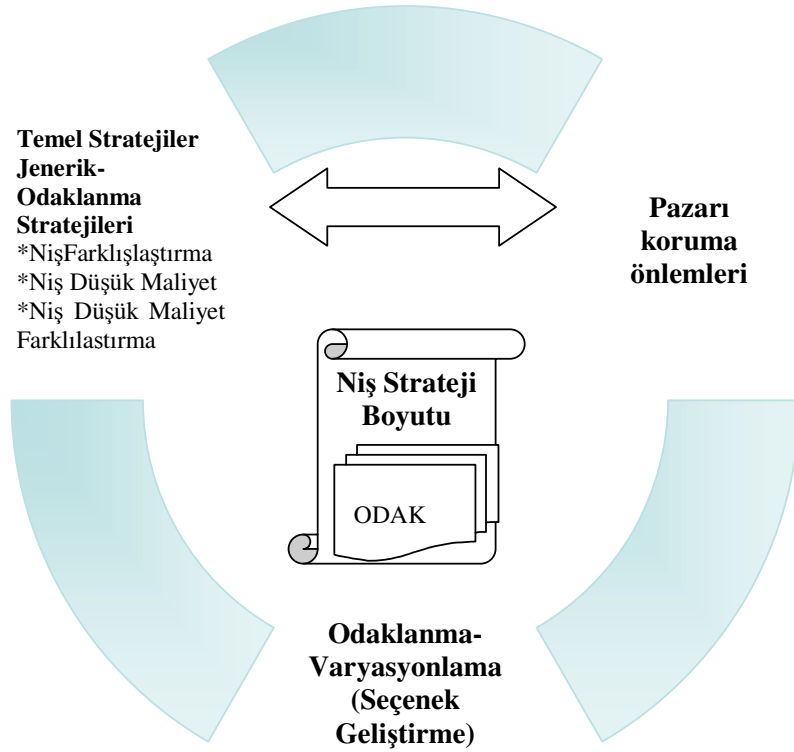 Temel Stratejiler
Jenerik-
Odaklanma
Stratejileri
*NişFarklışlaştırma
*Niş Düşük Maliyet
*Niş Düşük Maliyet
Farklılastırma
Pazarı
koruma
önlemleri
Niş Strateji
Boyutu
ODAK
Odaklanma-
Varyasyonlama
(Seçenek
Geliştirme)